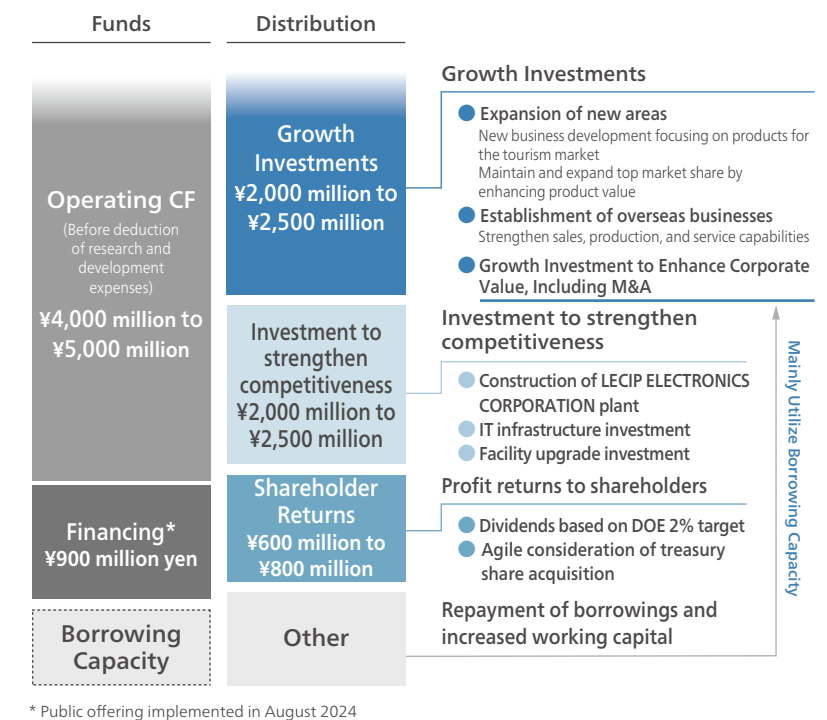 Funds
Operating CF
(Before deduction
of research and
development
expenses)
¥4,000 million to
¥5,000 million
Financing*
¥900 million yen
Borrowing
Capacity
Distribution
Growth
Investments
¥2,000 million to
¥2,500 million
Investment to
strengthen
competitiveness
¥2,000 million to
¥2,500 million
Shareholder
Returns
¥600 million to
¥800 million
Other
Growth Investments
Expansion of new areas
New business development focusing on products for
the tourism market
Maintain and expand top market share by
enhancing product value
Establishment of overseas businesses
Strengthen sales, production, and service capabilities
Growth Investment to Enhance Corporate
Value, Including M&A
Investment to strengthen
competitiveness
Construction of LECIP ELECTRONICS
CORPORATION plant
IT infrastructure investment
Facility upgrade investment
Profit returns to shareholders
Dividends based on DOE 2% target
Agile consideration of treasury
share acquisition
Repayment of borrowings and
increased working capital
Mainly Utilize Borrowing Capacity
* Public offering implemented in August 2024